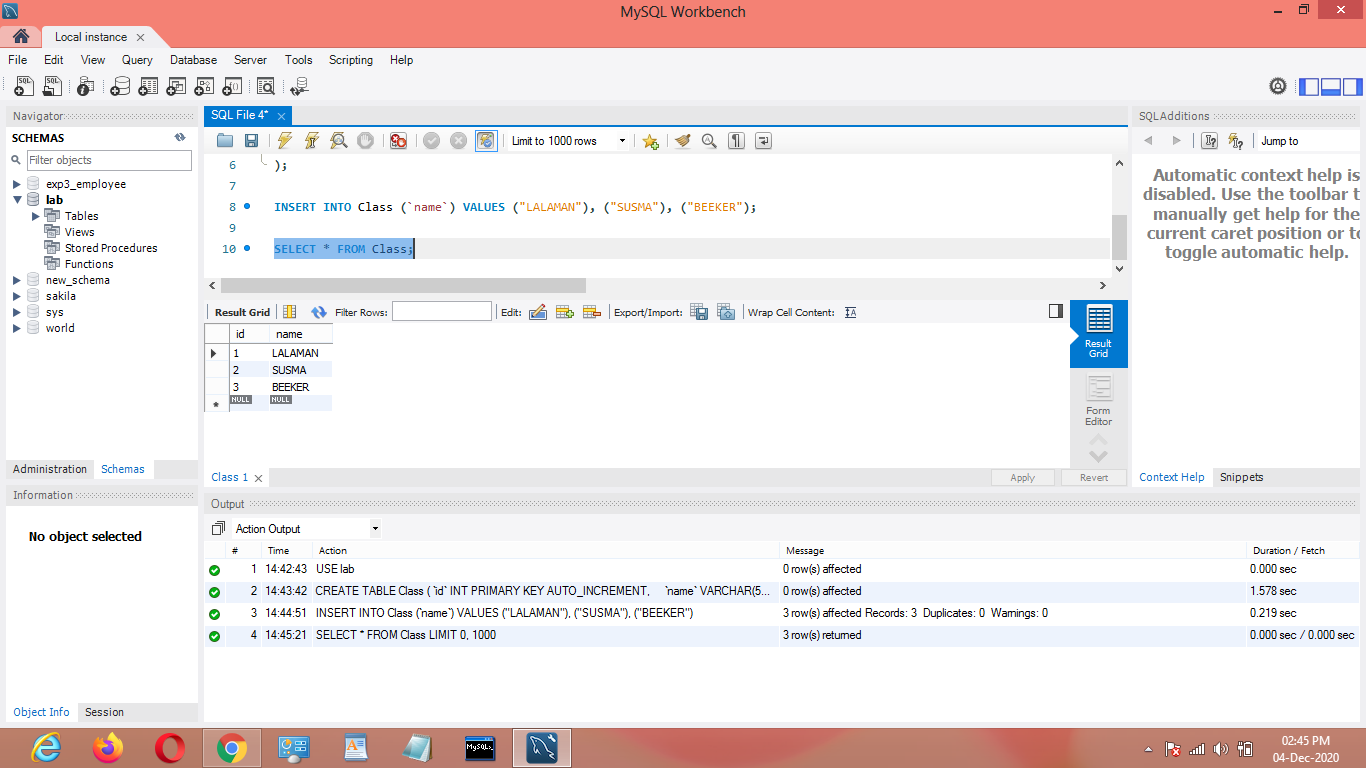 MySQL Workbench
Local instance
File Edit View Query Database Server Tools Scripting Help
Navigator
SCHEMAS
Filter objects
exp3_employee
lab
Tables
Views
Stored Procedures
Functions
new_schema
sakila
sys
world
Administration Schemas
Information
No object selected
Object Info Session
SQL File 4*
Limit to 1000 rows
6 );
7
8 INSERT INTO Class (`name`) VALUES ("LALAMAN"), ("SUSMA"), ("BEEKER");
9
10 SELECT * FROM Class;
Result Grid Filter Rows: Edit: Export/Import: Wrap Cell Content:
id name
1 LALAMAN
2 SUSMA
3 BEEKER
NULL NULL
Result
Grid
Form
Editor
Class 1
Apply Revert
SQLAdditions
Jump to
Automatic context help is
disabled. Use the toolbar t
manually get help for the
current caret position or to
toggle automatic help.
Context Help Snippets
Output
Action Output
# Time Action Message Duration / Fetch
1 14:42:43 USE lab 0 row(s) affected 0.000 sec
2 14:43:42 CREATE TABLE Class ( `id` INT PRIMARY KEY AUTO_INCREMENT, `name` VARCHAR(5... 0 row(s) affected 1.578 sec
3 14:44:51 INSERT INTO Class (`name`) VALUES ("LALAMAN"), ("SUSMA"), ("BEEKER") 3 row(s) affected Records: 3 Duplicates: 0 Warnings: 0 0.219 sec
4 14:45:21 SELECT * FROM Class LIMIT 0, 1000 3 row(s) returned 0.000 sec / 0.000 sec
MySQL
02:45 PM
04-Dec-2020